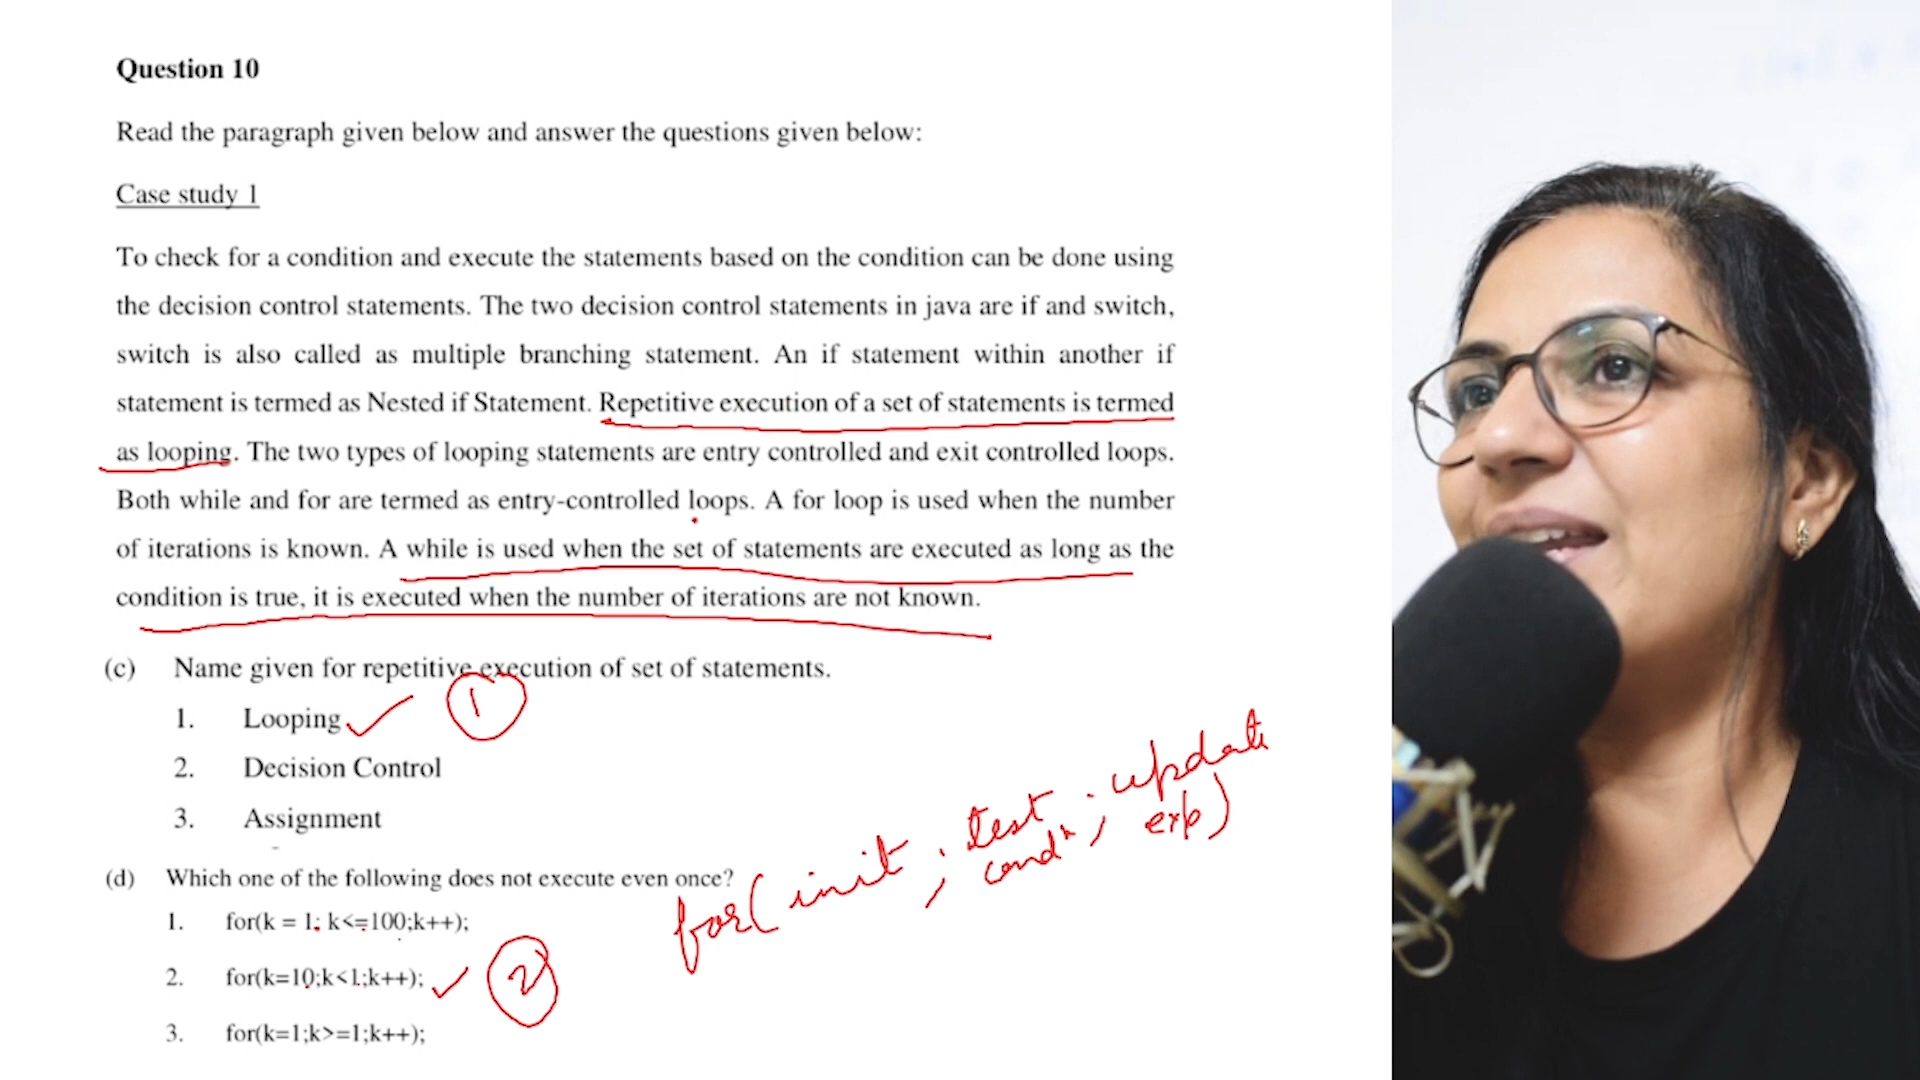 Question 10
Read the paragraph given below and answer the questions given below:
Case study 1
To check for a condition and execute the statements based on the condition can be done using
the decision control statements. The two decision control statements in java are if and switch,
switch is also called as multiple branching statement. An if statement within another if
statement is termed as Nested if Statement. Repetitive execution of a set of statements is termed
as looping. The two types of looping statements are entry controlled and exit controlled loops.
Both while and for are termed as entry-controlled loops. A for loop is used when the number
of iterations is known. A while is used when the set of statements are executed as long as the
condition is true, it is executed when the number of iterations are not known.
(c) Name given for repetitive execution of set of statements.
1. Looping 1
2. Decision Control
3. Assignment
(d) Which one of the following does not execute even once?
1. for(k = 1; k<=100;k++);
2. for(k=10;k<1;k++); 2
3. for(k=1;k>=1;k++);
for(init ; test condn ; update exp)